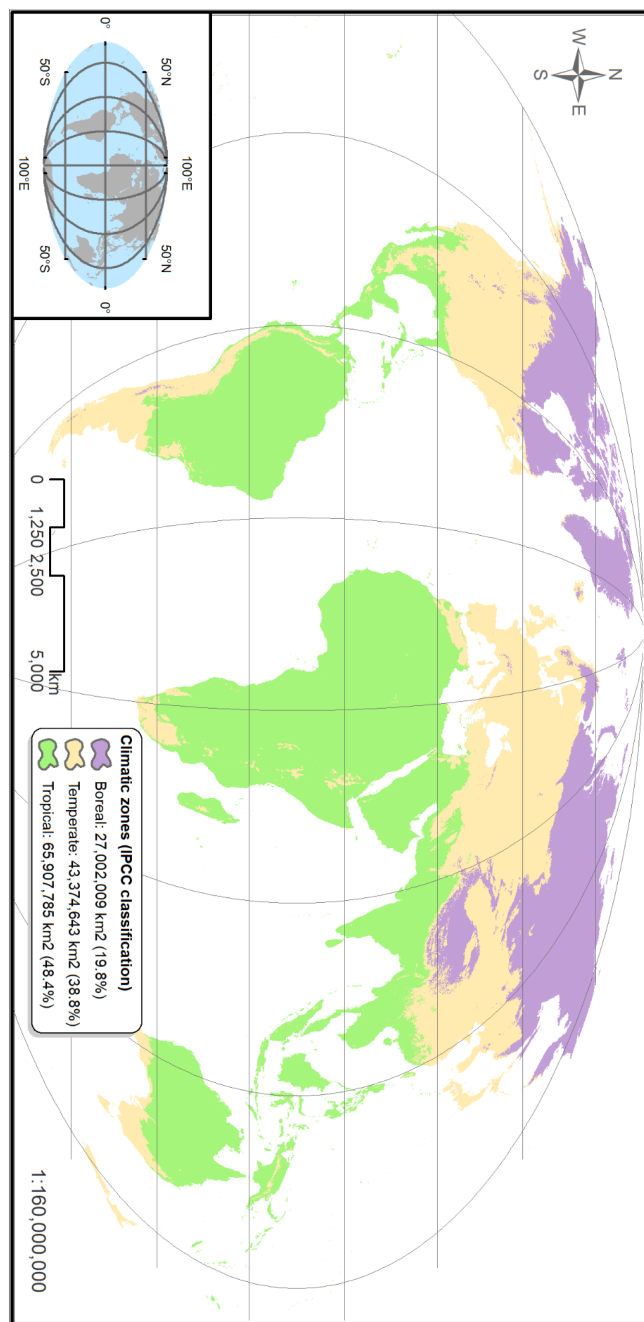 N
W
E
S
0°
50°S
50°N
100°E
100°E
50°S
50°N
0°
0
1,250
2,500
5,000
km
Climatic zones (IPCC classification)
Boreal: 27,002,009 km2 (19.8%)
Temperate: 43,374,643 km2 (38.8%)
Tropical: 65,907,785 km2 (48.4%)
1:160,000,000